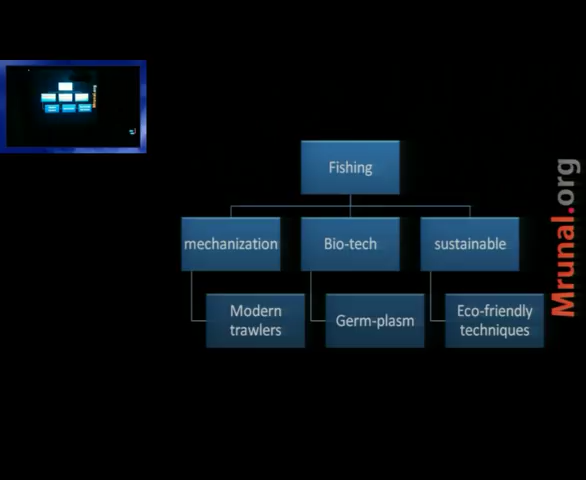 Fishing
mechanization
Bio-tech
sustainable
Modern
trawlers
Germ-plasm
Eco-friendly
techniques
Mrunal.org